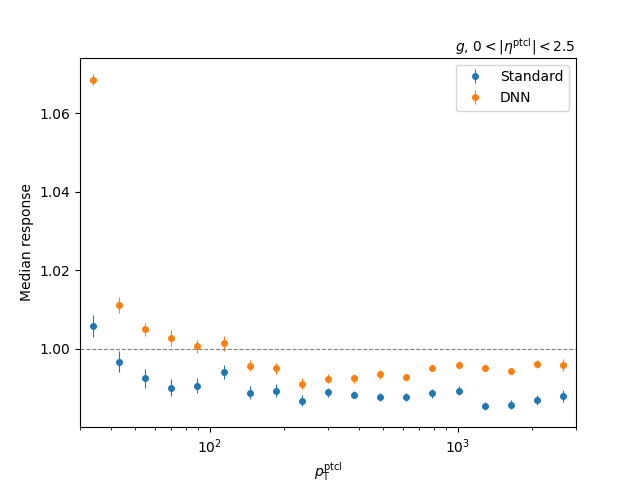 g, 0 < |η^ptcl| < 2.5
Standard
DNN
Median response
1.06
1.04
1.02
1.00
10^2
10^3
p_T^ptcl